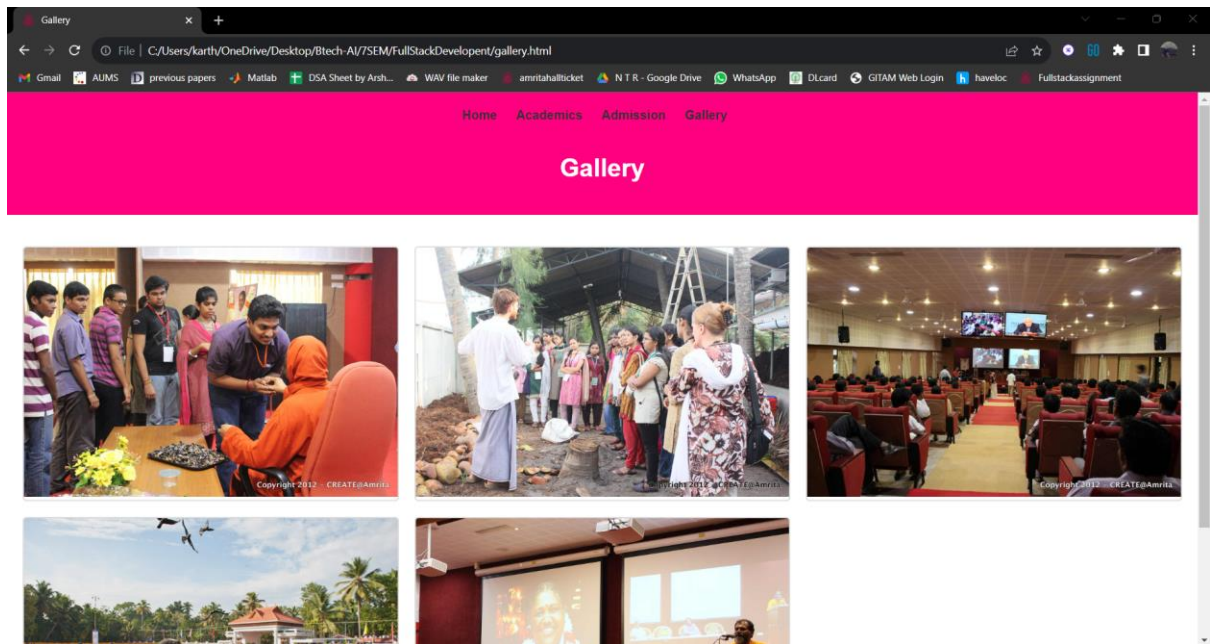 Gallery
File | C:/Users/karth/OneDrive/Desktop/Btech-AI/7SEM/FullStackDevelopent/gallery.html
Gmail AUMS previous papers Matlab DSA Sheet by Arsh... WAV file maker amritahallticket N T R - Google Drive WhatsApp DLcard GITAM Web Login haveloc Fullstackassignment
Home Academics Admission Gallery
Gallery
Copyright 2012 - CREATE@Amrita
Copyright 2012 - CREATE@Amrita
Copyright 2012 - CREATE@Amrita